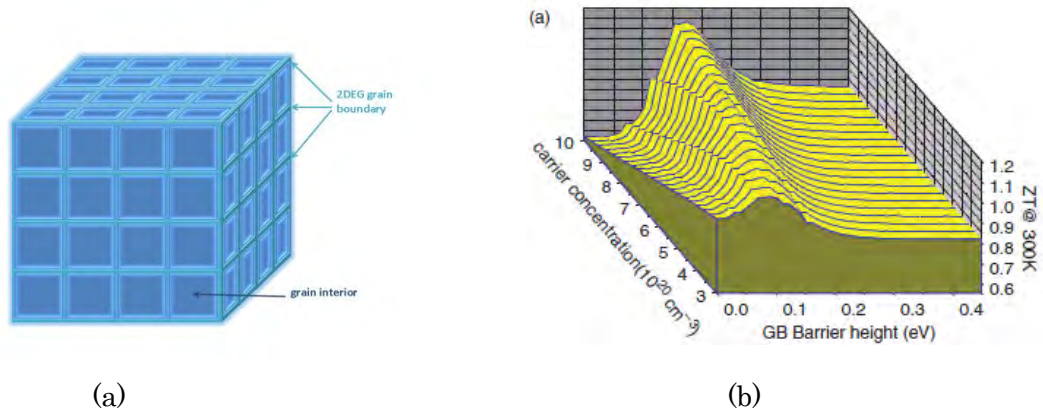 2DEG grain
boundary
grain interior
(a)
(a)
10
9
8
7
6
5
4
3
carrier concentration(10²⁰ cm⁻³)
0.0 0.1 0.2 0.3 0.4
GB Barrier height (eV)
1.2
1.1
1.0
0.9
0.8
0.7
0.6
ZT@ 300K
(b)